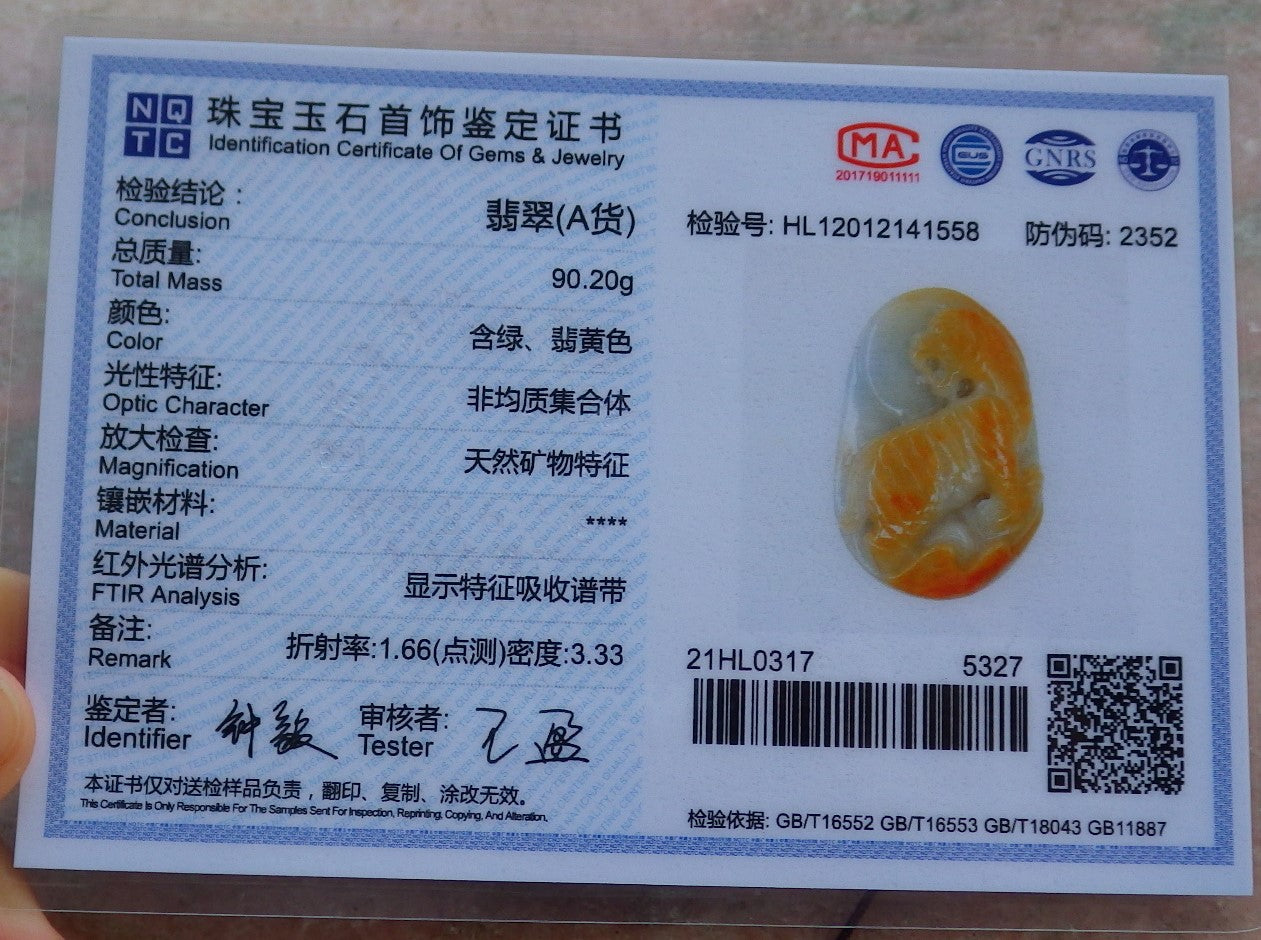 NQ
TC
珠宝玉石首饰鉴定证书
Identification Certificate Of Gems & Jewelry
检验结论：
Conclusion
翡翠(A货)
总质量:
Total Mass
90.20g
颜色:
Color
含绿、翡黄色
光性特征:
Optic Character
非均质集合体
放大检查:
Magnification
天然矿物特征
镶嵌材料:
Material
****
红外光谱分析:
FTIR Analysis
显示特征吸收谱带
备注:
Remark
折射率:1.66(点测)密度:3.33
鉴定者:
Identifier
钟敏
审核者:
Tester
王盈
本证书仅对送检样品负责，翻印、复制、涂改无效。
This Certificate Is Only Responsible For The Samples Sent For Inspection, Reprinting, Copying, And Alteration.
MA
201719011111
GNRS
检验号: HL12012141558 防伪码: 2352
21HL0317 5327
检验依据: GB/T16552 GB/T16553 GB/T18043 GB11887